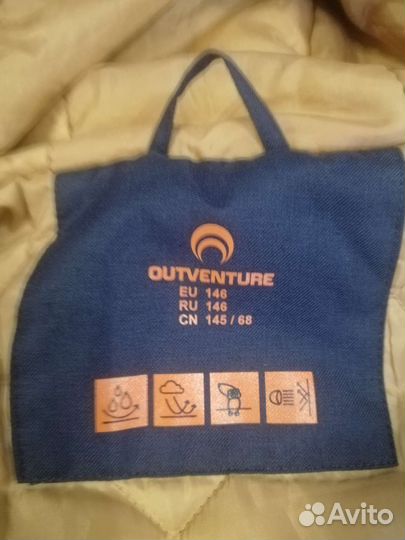 OUTVENTURE
EU 146
RU 146
CN 145 / 68
Avito